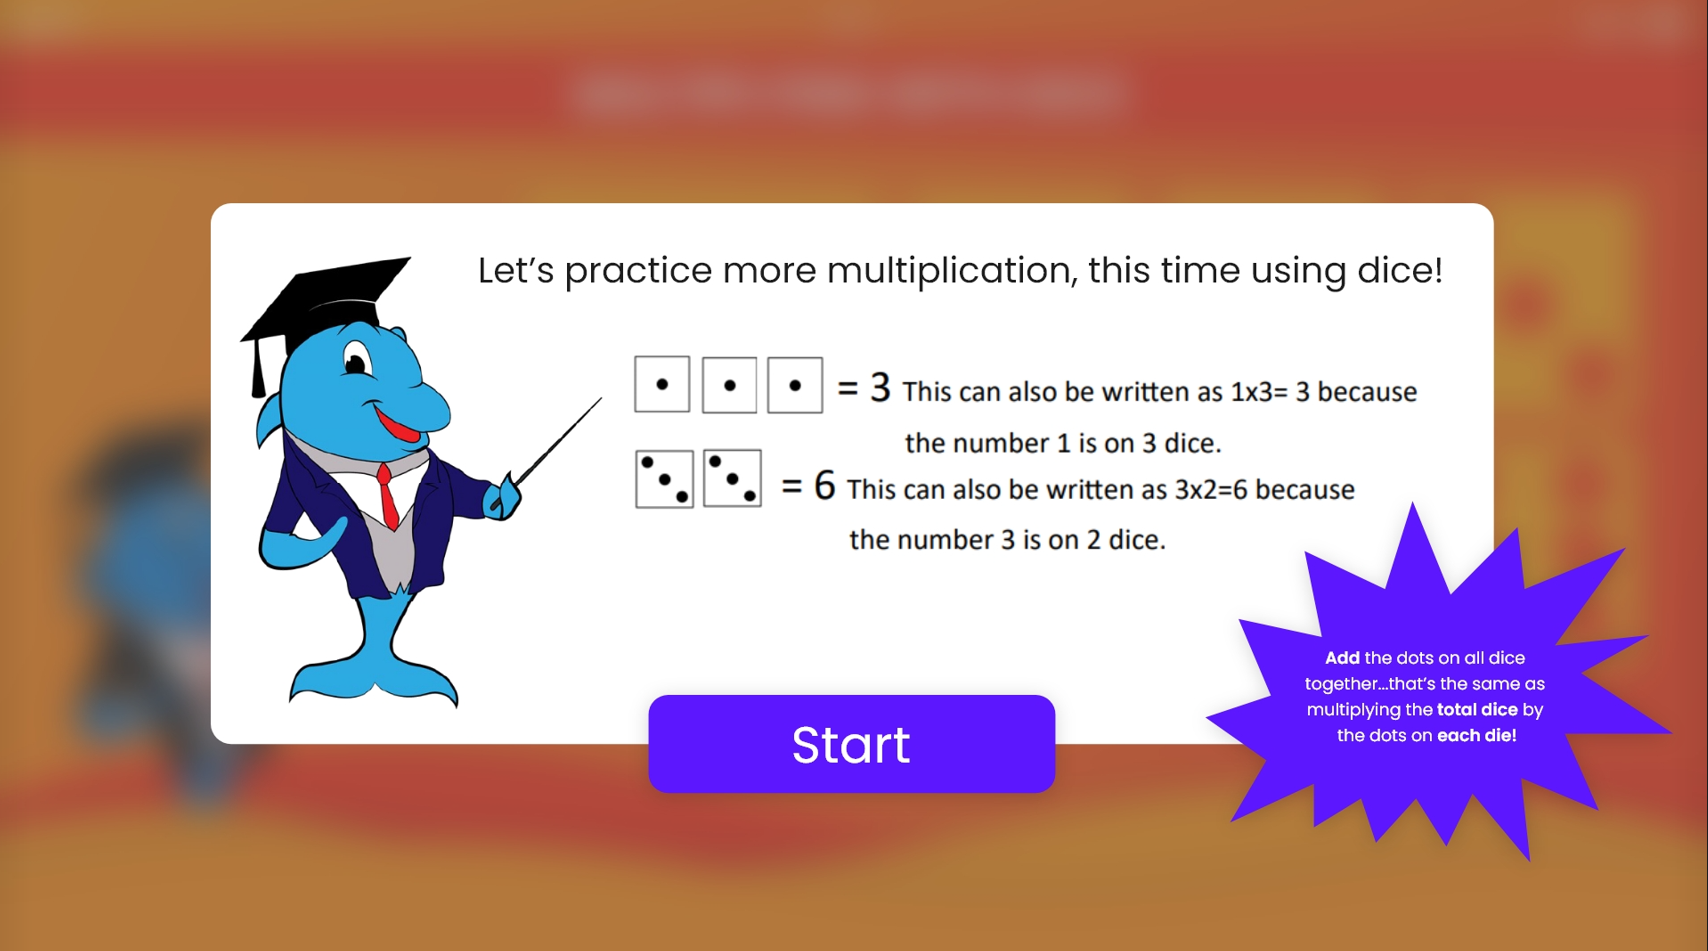 Let’s practice more multiplication, this time using dice!
= 3 This can also be written as 1x3= 3 because
the number 1 is on 3 dice.
= 6 This can also be written as 3x2=6 because
the number 3 is on 2 dice.
Add the dots on all dice
together...that’s the same as
multiplying the total dice by
the dots on each die!
Start